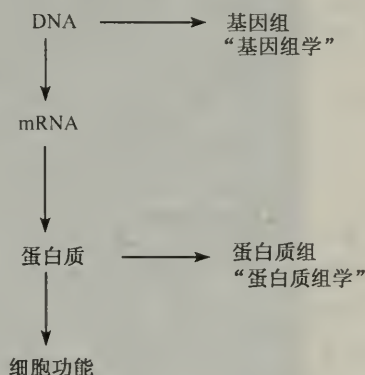 DNA
基因组
“基因组学”
mRNA
蛋白质
蛋白质组
“蛋白质组学”
细胞功能